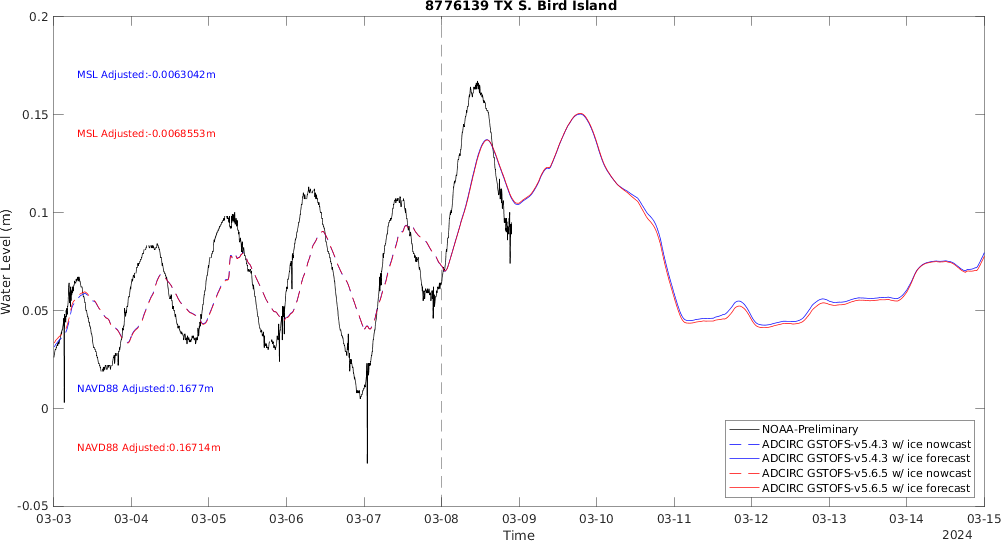 8776139 TX S. Bird Island
0.2
0.15
0.1
0.05
0
-0.05
Water Level (m)
MSL Adjusted:-0.0063042m
MSL Adjusted:-0.0068553m
NAVD88 Adjusted:0.1677m
NAVD88 Adjusted:0.16714m
NOAA-Preliminary
ADCIRC GSTOFS-v5.4.3 w/ ice nowcast
ADCIRC GSTOFS-v5.4.3 w/ ice forecast
ADCIRC GSTOFS-v5.6.5 w/ ice nowcast
ADCIRC GSTOFS-v5.6.5 w/ ice forecast
03-03 03-04 03-05 03-06 03-07 03-08 03-09 03-10 03-11 03-12 03-13 03-14 03-15
Time
2024